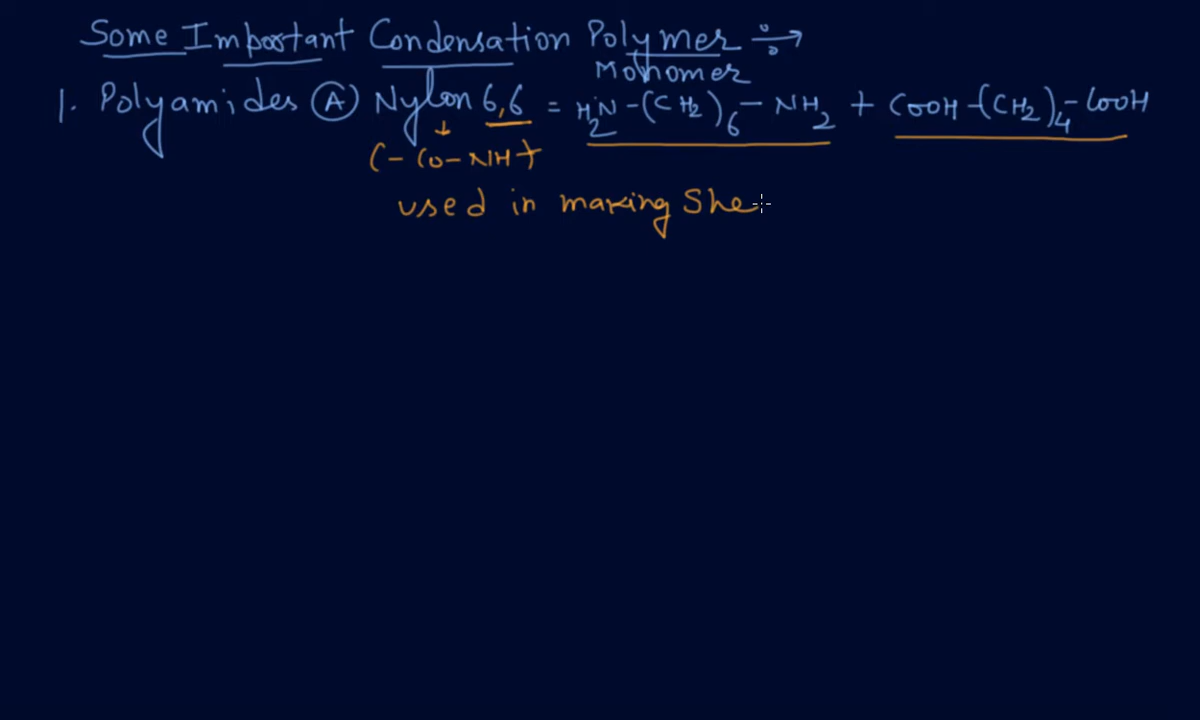 Some Important Condensation Polymer ÷→
Monomer
1. Polyamides Ⓐ Nylon 6,6 = H₂N-(CH₂)₆-NH₂ + COOH-(CH₂)₄-COOH
↓
(-CO-NH-)
used in making She